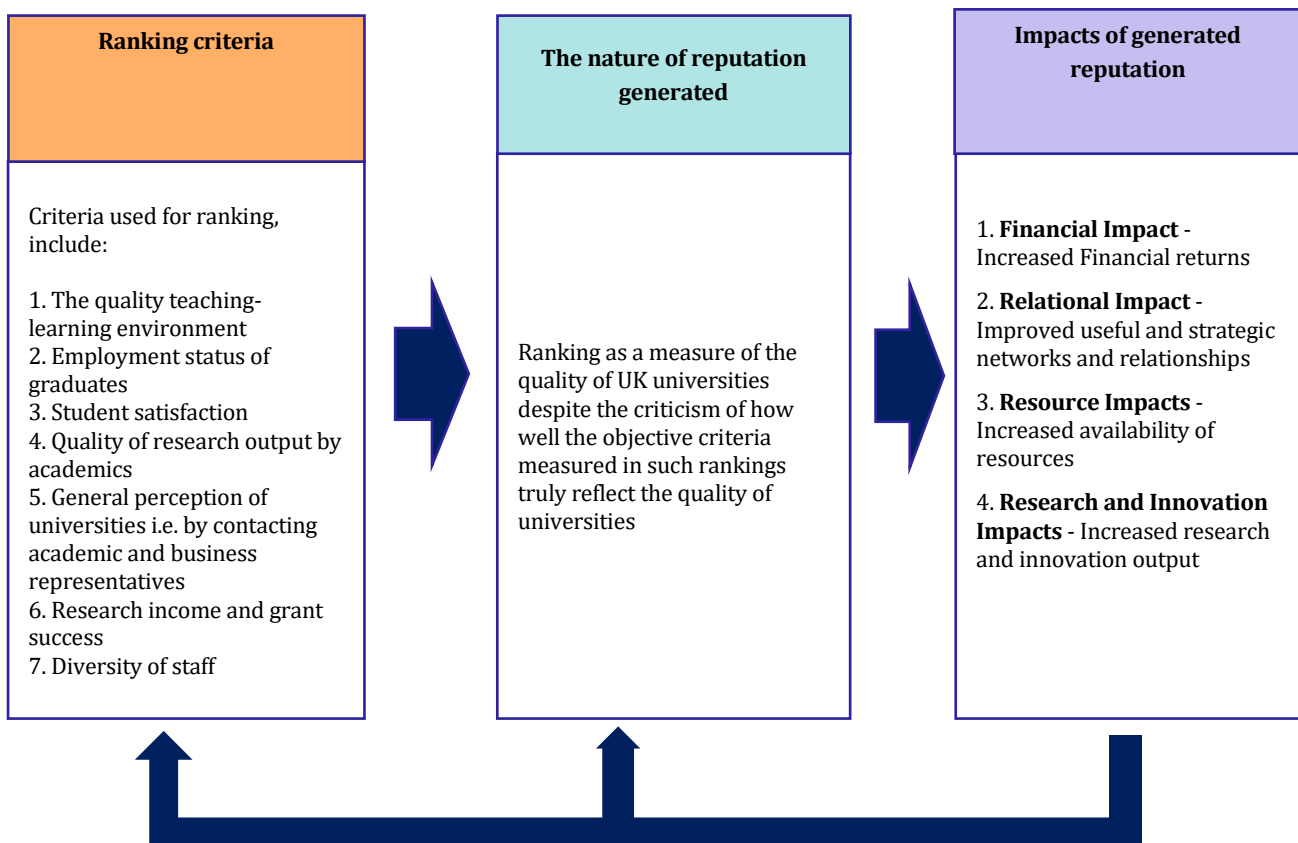 Ranking criteria
Criteria used for ranking,
include:
1. The quality teaching-
learning environment
2. Employment status of
graduates
3. Student satisfaction
4. Quality of research output by
academics
5. General perception of
universities i.e. by contacting
academic and business
representatives
6. Research income and grant
success
7. Diversity of staff
The nature of reputation
generated
Ranking as a measure of the
quality of UK universities
despite the criticism of how
well the objective criteria
measured in such rankings
truly reflect the quality of
universities
Impacts of generated
reputation
1. Financial Impact -
Increased Financial returns
2. Relational Impact -
Improved useful and strategic
networks and relationships
3. Resource Impacts -
Increased availability of
resources
4. Research and Innovation
Impacts - Increased research
and innovation output